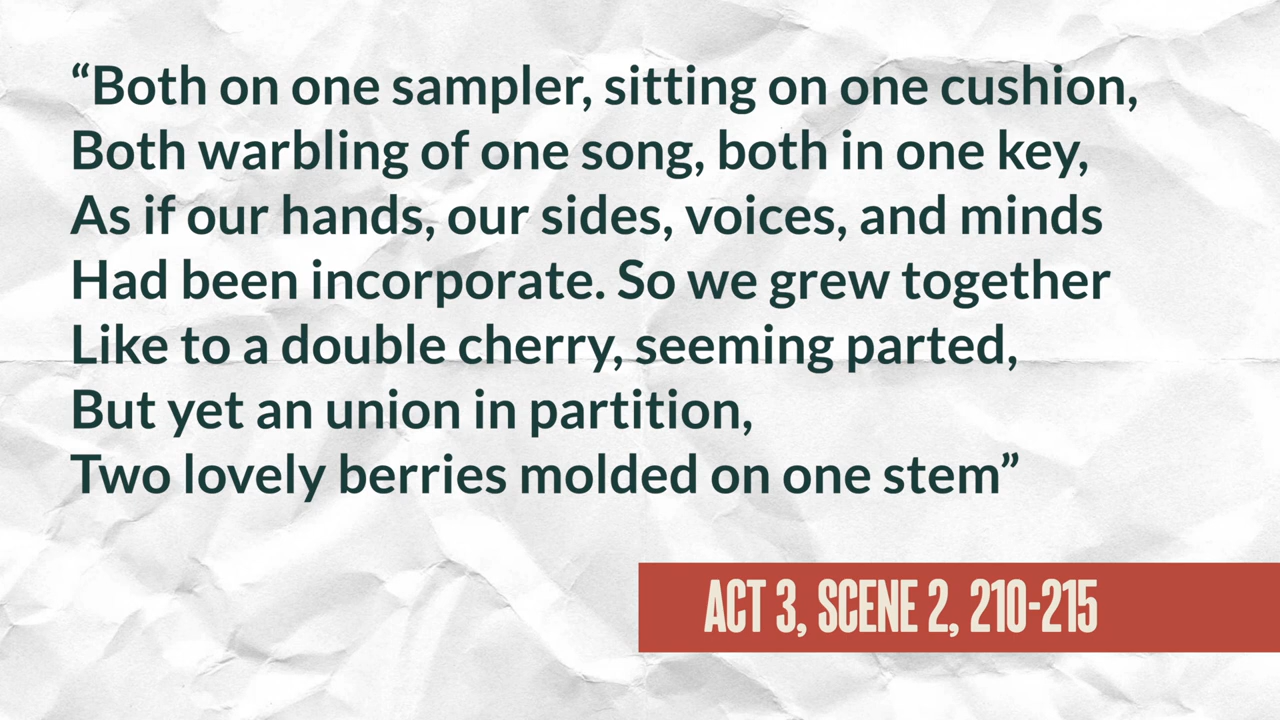 “Both on one sampler, sitting on one cushion,
Both warbling of one song, both in one key,
As if our hands, our sides, voices, and minds
Had been incorporate. So we grew together
Like to a double cherry, seeming parted,
But yet an union in partition,
Two lovely berries molded on one stem”
ACT 3, SCENE 2, 210-215